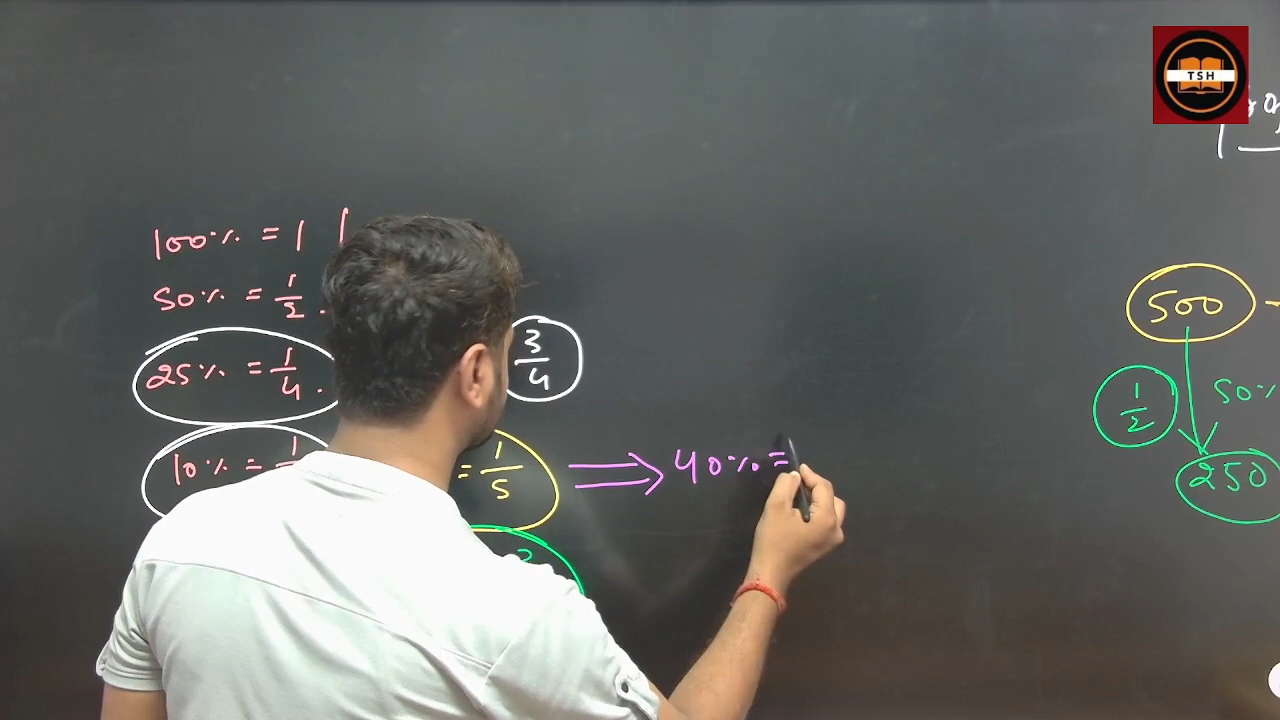 TSH
100% = 1
50% = 1/2
25% = 1/4
3/4
10% =
= 1/5
40% =
500
1/2
50%
250